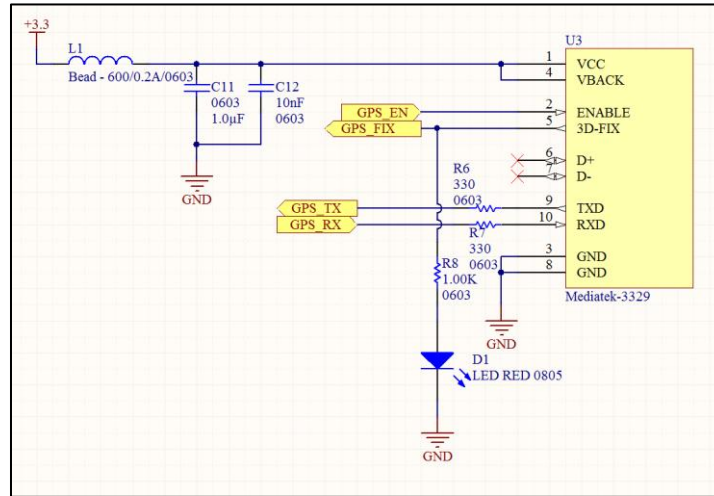 +3.3
L1
Bead - 600/0.2A/0603
C11
0603
1.0µF
C12
10nF
0603
GND
U3
1 VCC
4 VBACK
GPS_EN 2 ENABLE
GPS_FIX 5 3D-FIX
6 D+
7 D-
R6
330
0603
GPS_TX 9 TXD
GPS_RX 10 RXD
R7
330
0603
3 GND
8 GND
Mediatek-3329
R8
1.00K
0603
GND
D1
LED RED 0805
GND